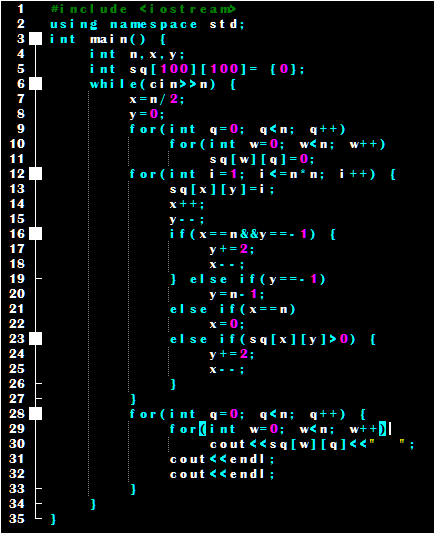 1 #include <iostream>
2 using namespace std;
3 int main() {
4 int n,x,y;
5 int sq[100][100]= {0};
6 while(cin>>n) {
7 x=n/2;
8 y=0;
9 for(int q=0; q<n; q++)
10 for(int w=0; w<n; w++)
11 sq[w][q]=0;
12 for(int i=1; i<=n*n; i++) {
13 sq[x][y]=i;
14 x++;
15 y--;
16 if(x==n&&y==-1) {
17 y+=2;
18 x--;
19 } else if(y==-1)
20 y=n-1;
21 else if(x==n)
22 x=0;
23 else if(sq[x][y]>0) {
24 y+=2;
25 x--;
26 }
27 }
28 for(int q=0; q<n; q++) {
29 for(int w=0; w<n; w++)
30 cout<<sq[w][q]<<"  ";
31 cout<<endl;
32 cout<<endl;
33 }
34 }
35 }